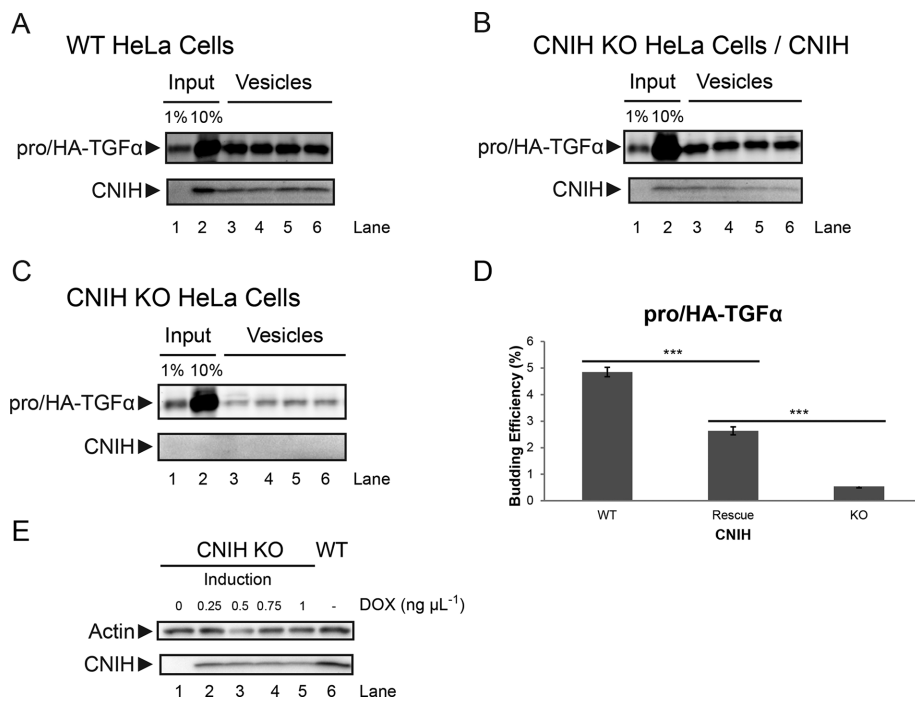 A
WT HeLa Cells
Input Vesicles
1% 10%
pro/HA-TGFα
CNIH
1 2 3 4 5 6 Lane
B
CNIH KO HeLa Cells / CNIH
Input Vesicles
1% 10%
pro/HA-TGFα
CNIH
1 2 3 4 5 6 Lane
C
CNIH KO HeLa Cells
Input Vesicles
1% 10%
pro/HA-TGFα
CNIH
1 2 3 4 5 6 Lane
D
pro/HA-TGFα
Budding Efficiency (%)
6
5
4
3
2
1
0
***
***
WT Rescue KO
CNIH
E
CNIH KO WT
Induction
0 0.25 0.5 0.75 1 - DOX (ng µL⁻¹)
Actin
CNIH
1 2 3 4 5 6 Lane